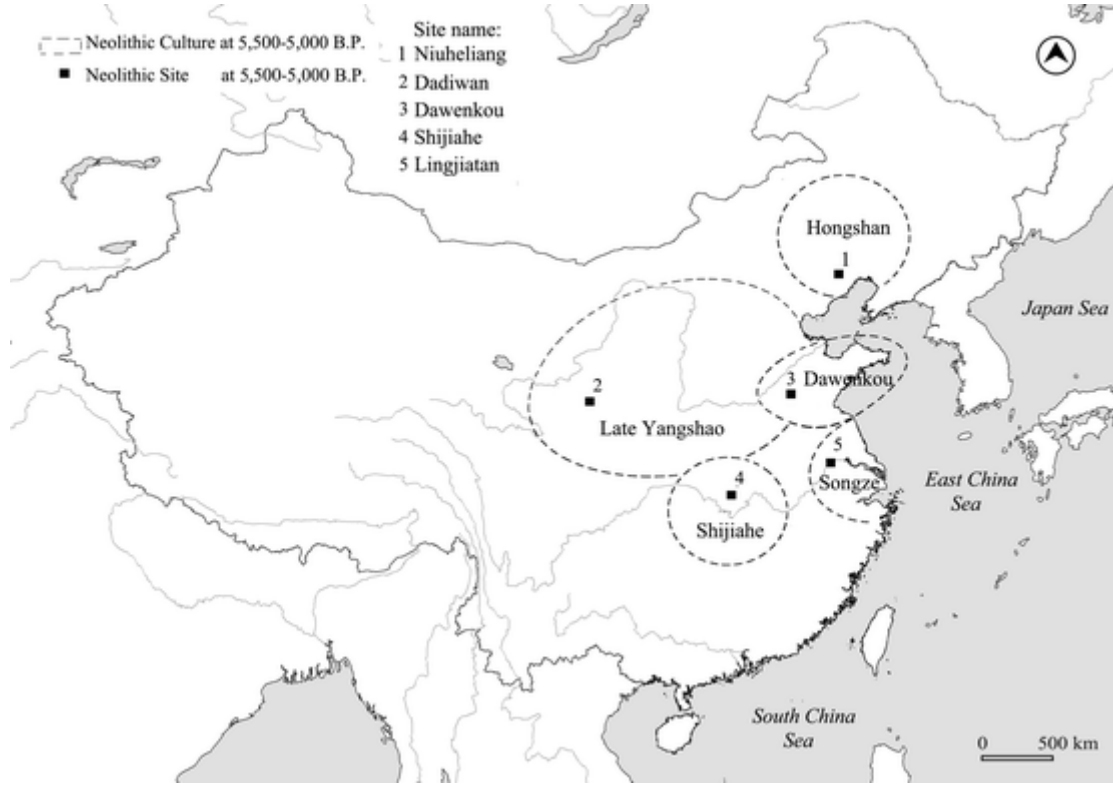 Neolithic Culture at 5,500-5,000 B.P.
Neolithic Site at 5,500-5,000 B.P.
Site name:
1 Niuheliang
2 Dadiwan
3 Dawenkou
4 Shijiahe
5 Lingjiatan
Hongshan
1
Japan Sea
2
3 Dawenkou
Late Yangshao
5
Songze
4
Shijiahe
East China
Sea
South China
Sea
0 500 km